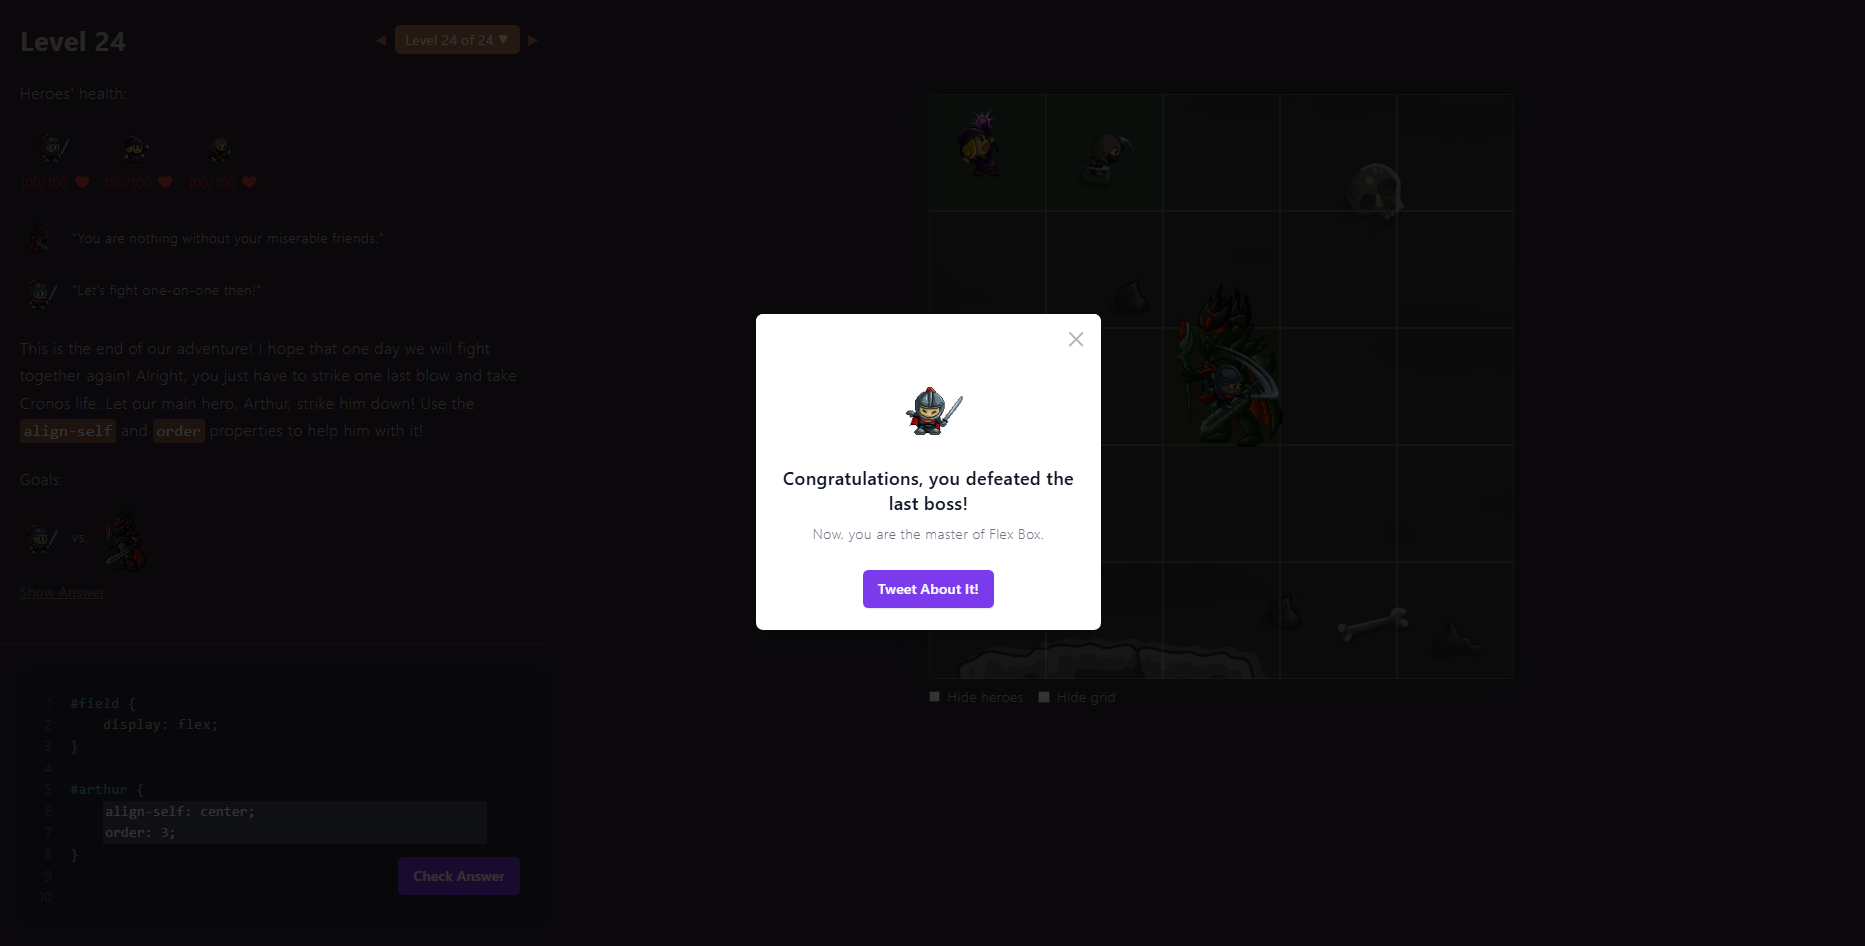 Level 24
◀ Level 24 of 24 ▼ ▶
Heroes' health:
100/100 ❤ 100/100 ❤ 100/100 ❤
"You are nothing without your miserable friends."
"Let's fight one-on-one then!"
This is the end of our adventure! I hope that one day we will fight
together again! Alright, you just have to strike one last blow and take
Cronos life. Let our main hero, Arthur, strike him down! Use the
align-self and order properties to help him with it!
Goals:
vs.
Show Answer
1 #field {
2 display: flex;
3 }
4
5 #arthur {
6 align-self: center;
7 order: 3;
8 }
9
10
Check Answer
Congratulations, you defeated the
last boss!
Now, you are the master of Flex Box.
Tweet About It!
Hide heroes Hide grid